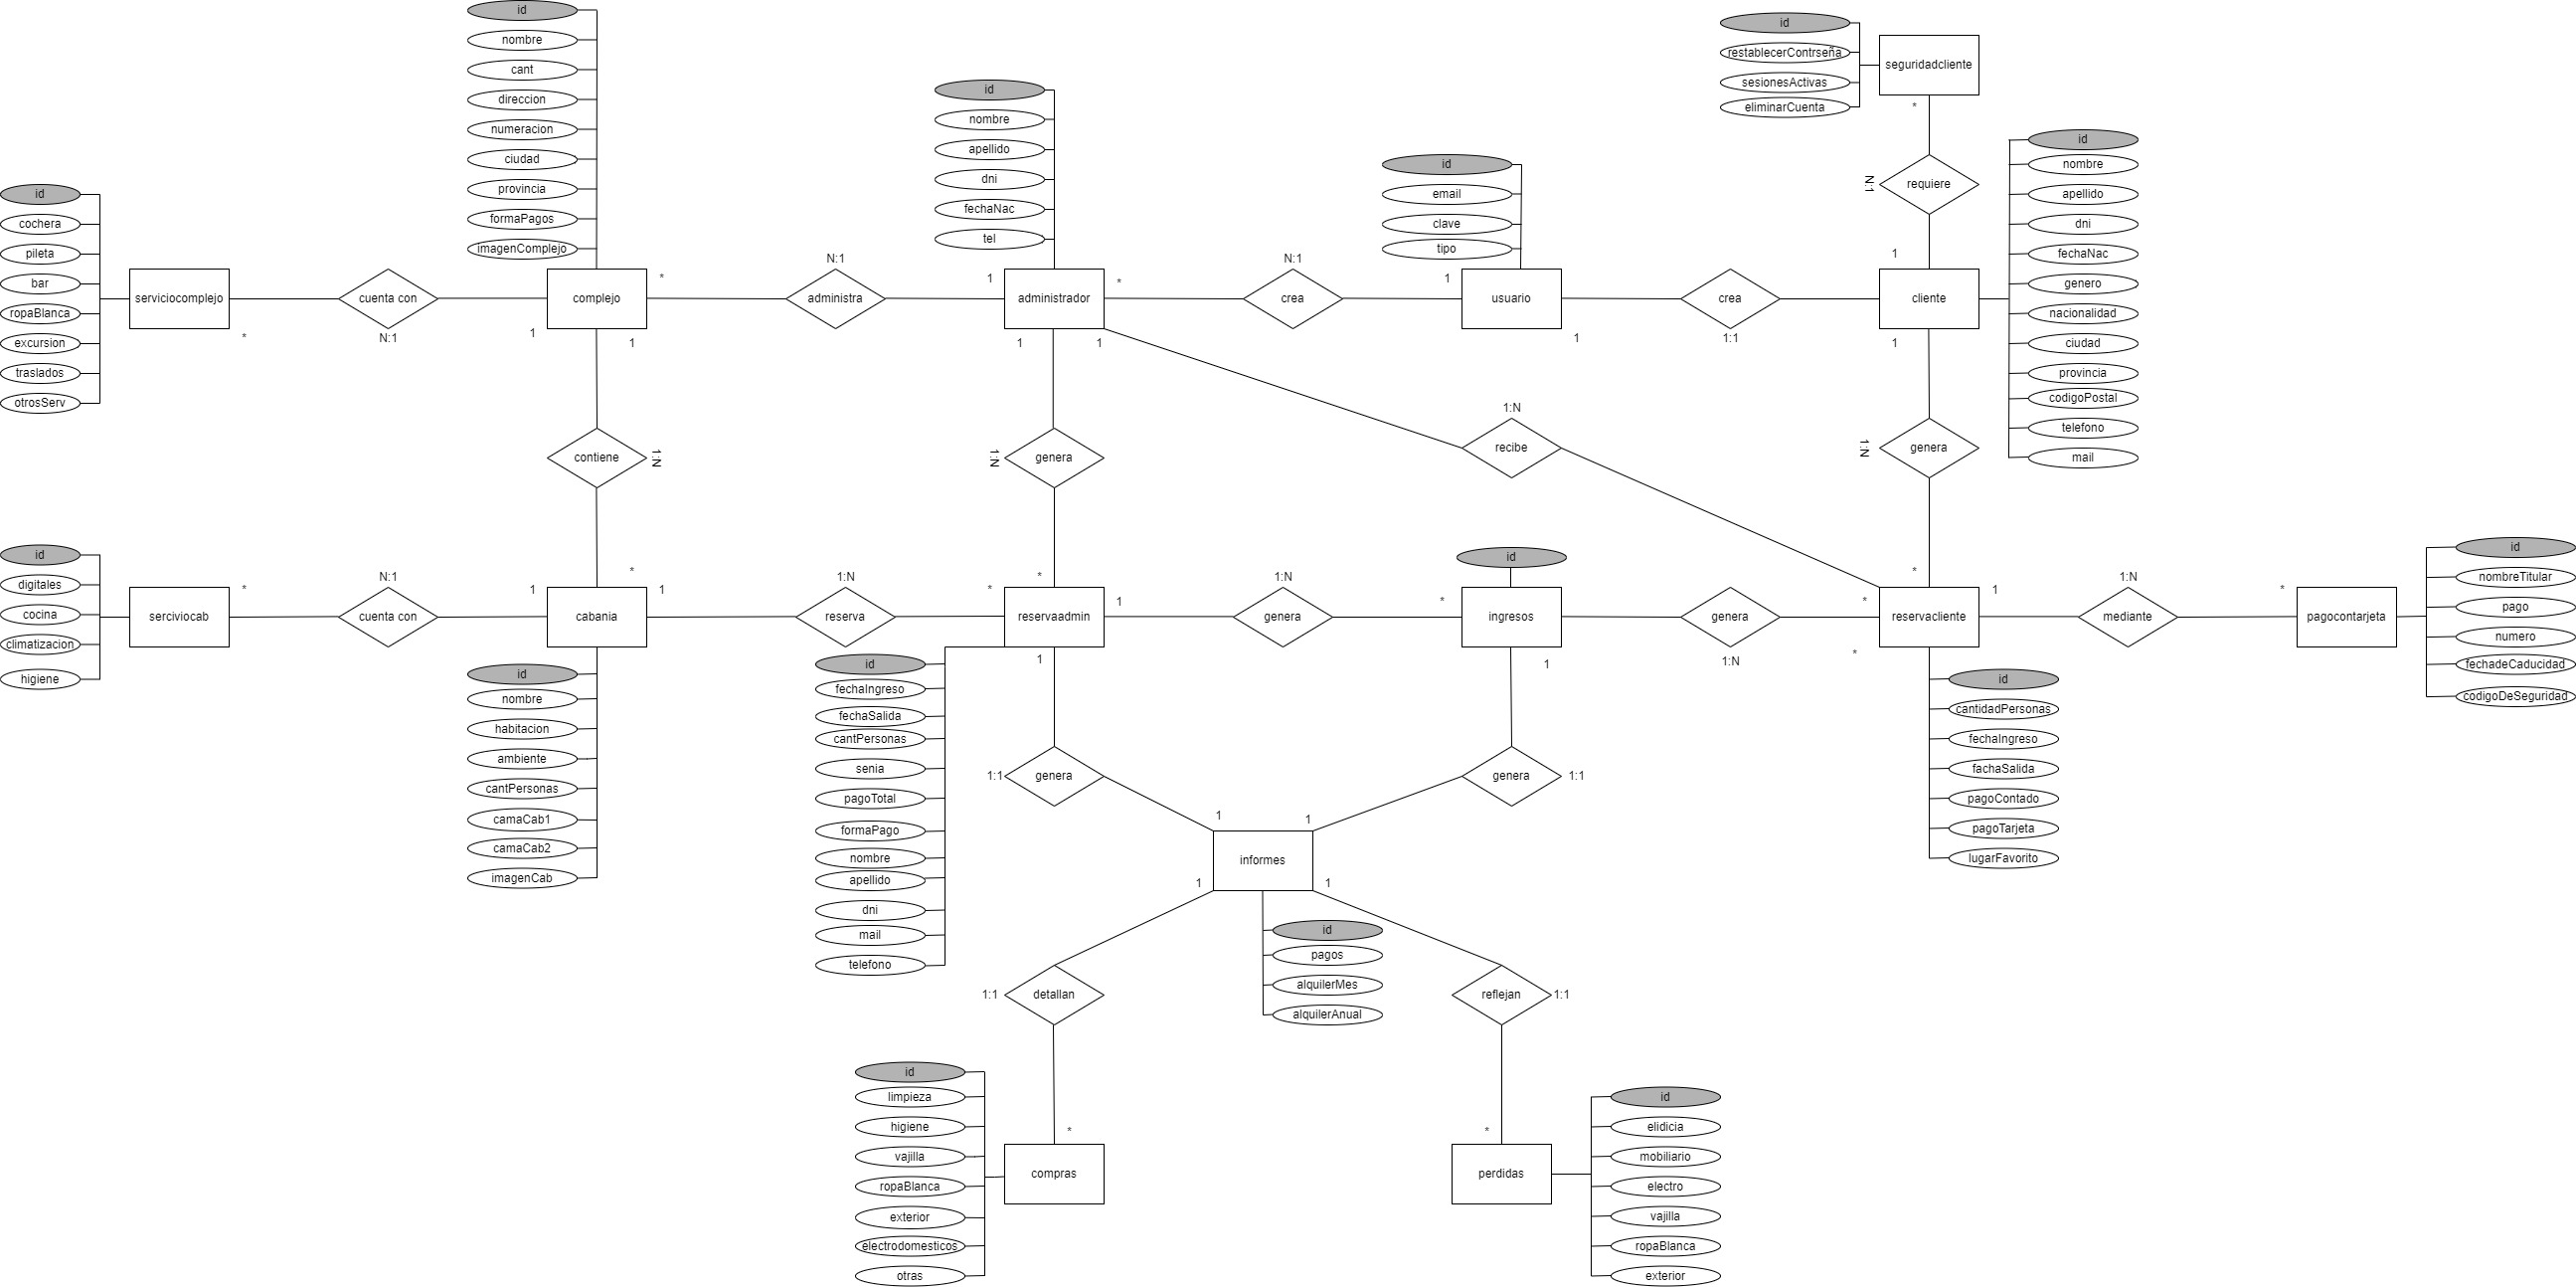 id
nombre
cant
direccion
numeracion
ciudad
provincia
formaPagos
imagenComplejo
id
nombre
apellido
dni
fechaNac
tel
id
email
clave
tipo
id
restablecerContrseña
sesionesActivas
eliminarCuenta
seguridadcliente
*
requiere
N:1
1
id
nombre
apellido
dni
fechaNac
genero
nacionalidad
ciudad
provincia
codigoPostal
telefono
mail
id
cochera
pileta
bar
ropaBlanca
excursion
traslados
otrosServ
serviciocomplejo
*
cuenta con
N:1
1
complejo
*
1
N:1
administra
1
administrador
*
1
1
N:1
crea
1
usuario
1
crea
1:1
cliente
1
contiene
1:N
1:N
genera
1:N
recibe
1:N
genera
id
digitales
cocina
climatizacion
higiene
serciviocab
*
N:1
cuenta con
1
*
cabania
1
1:N
reserva
*
*
reservaadmin
1
1
1:N
genera
*
id
ingresos
1
genera
1:N
*
*
*
reservacliente
1
1:N
mediante
*
pagocontarjeta
id
nombreTitular
pago
numero
fechadeCaducidad
codigoDeSeguridad
id
nombre
habitacion
ambiente
cantPersonas
camaCab1
camaCab2
imagenCab
id
fechaIngreso
fechaSalida
cantPersonas
senia
pagoTotal
formaPago
nombre
apellido
dni
mail
telefono
1:1
genera
genera
1:1
id
cantidadPersonas
fechaIngreso
fachaSalida
pagoContado
pagoTarjeta
lugarFavorito
1
1
informes
1
1
id
pagos
alquilerMes
alquilerAnual
1:1
detallan
reflejan
1:1
id
limpieza
higiene
vajilla
ropaBlanca
exterior
electrodomesticos
otras
*
compras
*
perdidas
id
elidicia
mobiliario
electro
vajilla
ropaBlanca
exterior